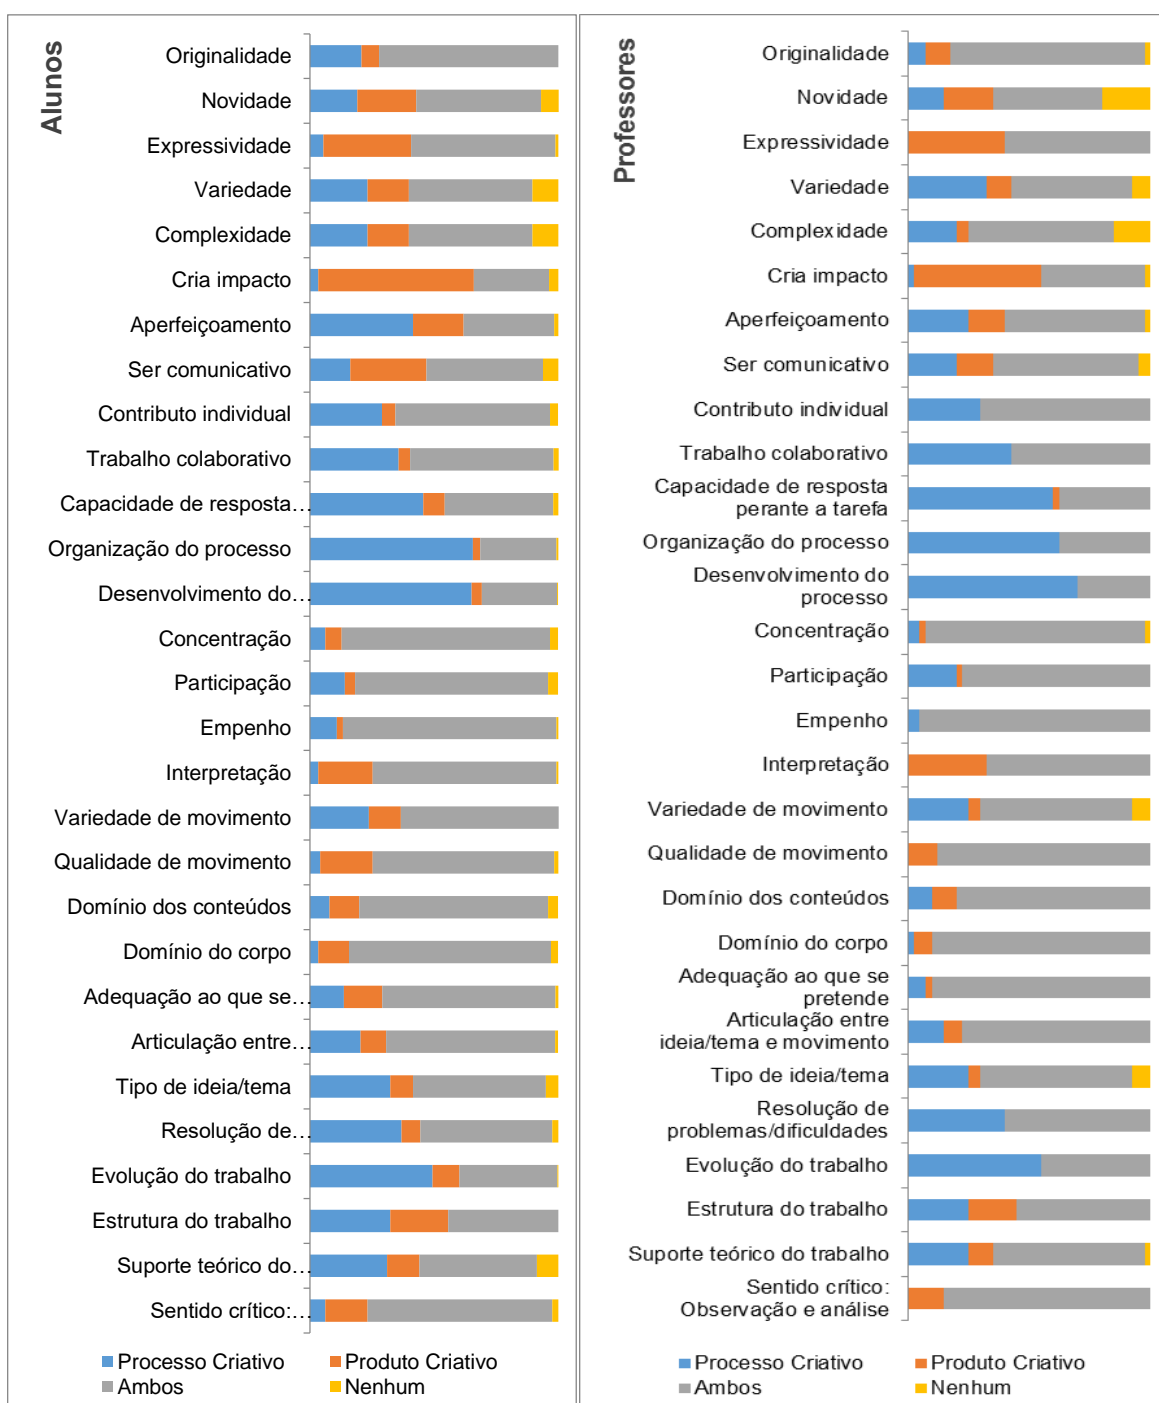 Alunos
Originalidade
Novidade
Expressividade
Variedade
Complexidade
Cria impacto
Aperfeiçoamento
Ser comunicativo
Contributo individual
Trabalho colaborativo
Capacidade de resposta…
Organização do processo
Desenvolvimento do…
Concentração
Participação
Empenho
Interpretação
Variedade de movimento
Qualidade de movimento
Domínio dos conteúdos
Domínio do corpo
Adequação ao que se…
Articulação entre…
Tipo de ideia/tema
Resolução de…
Evolução do trabalho
Estrutura do trabalho
Suporte teórico do…
Sentido crítico:…
Processo Criativo
Produto Criativo
Ambos
Nenhum
Professores
Originalidade
Novidade
Expressividade
Variedade
Complexidade
Cria impacto
Aperfeiçoamento
Ser comunicativo
Contributo individual
Trabalho colaborativo
Capacidade de resposta
perante a tarefa
Organização do processo
Desenvolvimento do
processo
Concentração
Participação
Empenho
Interpretação
Variedade de movimento
Qualidade de movimento
Domínio dos conteúdos
Domínio do corpo
Adequação ao que se
pretende
Articulação entre
ideia/tema e movimento
Tipo de ideia/tema
Resolução de
problemas/dificuldades
Evolução do trabalho
Estrutura do trabalho
Suporte teórico do trabalho
Sentido crítico:
Observação e análise
Processo Criativo
Produto Criativo
Ambos
Nenhum